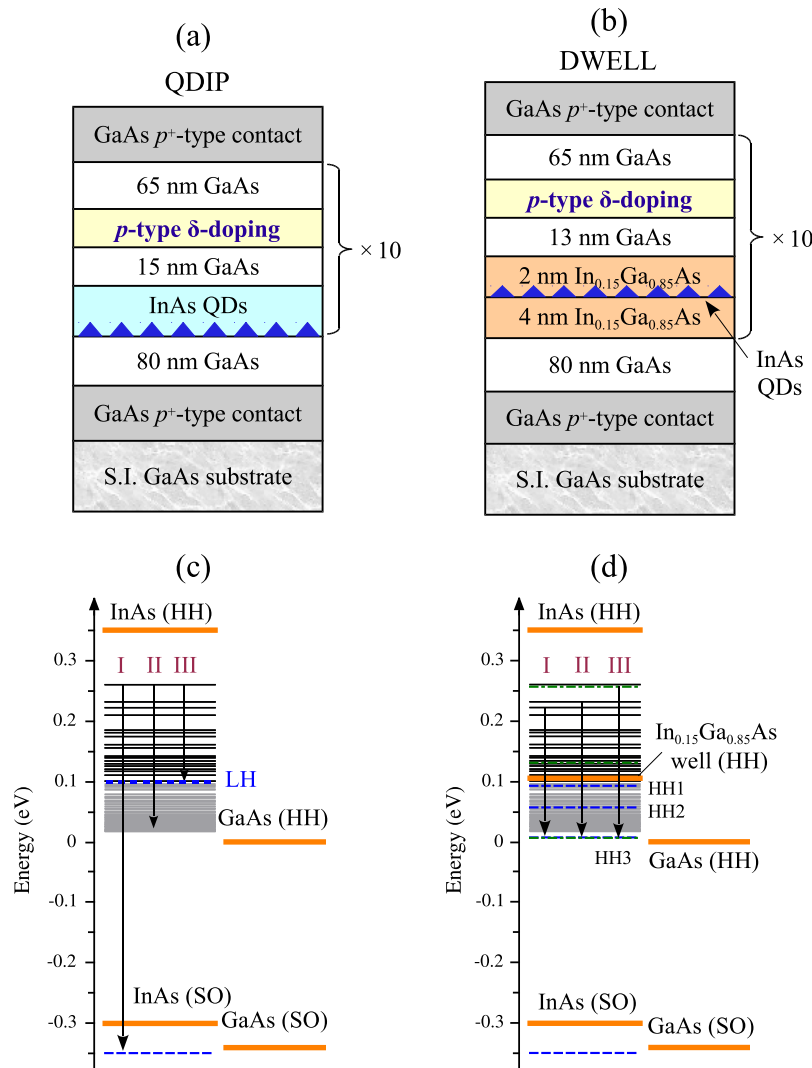 (a)
QDIP
GaAs p⁺-type contact
65 nm GaAs
p-type δ-doping
15 nm GaAs
InAs QDs
80 nm GaAs
GaAs p⁺-type contact
S.I. GaAs substrate
× 10
(b)
DWELL
GaAs p⁺-type contact
65 nm GaAs
p-type δ-doping
13 nm GaAs
2 nm In₀.₁₅Ga₀.₈₅As
4 nm In₀.₁₅Ga₀.₈₅As
80 nm GaAs
GaAs p⁺-type contact
S.I. GaAs substrate
× 10
InAs
QDs
(c)
InAs (HH)
I II III
LH
GaAs (HH)
InAs (SO)
GaAs (SO)
Energy (eV)
0.3
0.2
0.1
0
-0.1
-0.2
-0.3
(d)
InAs (HH)
I II III
In₀.₁₅Ga₀.₈₅As
well (HH)
HH1
HH2
HH3
GaAs (HH)
InAs (SO)
GaAs (SO)
Energy (eV)
0.3
0.2
0.1
0
-0.1
-0.2
-0.3